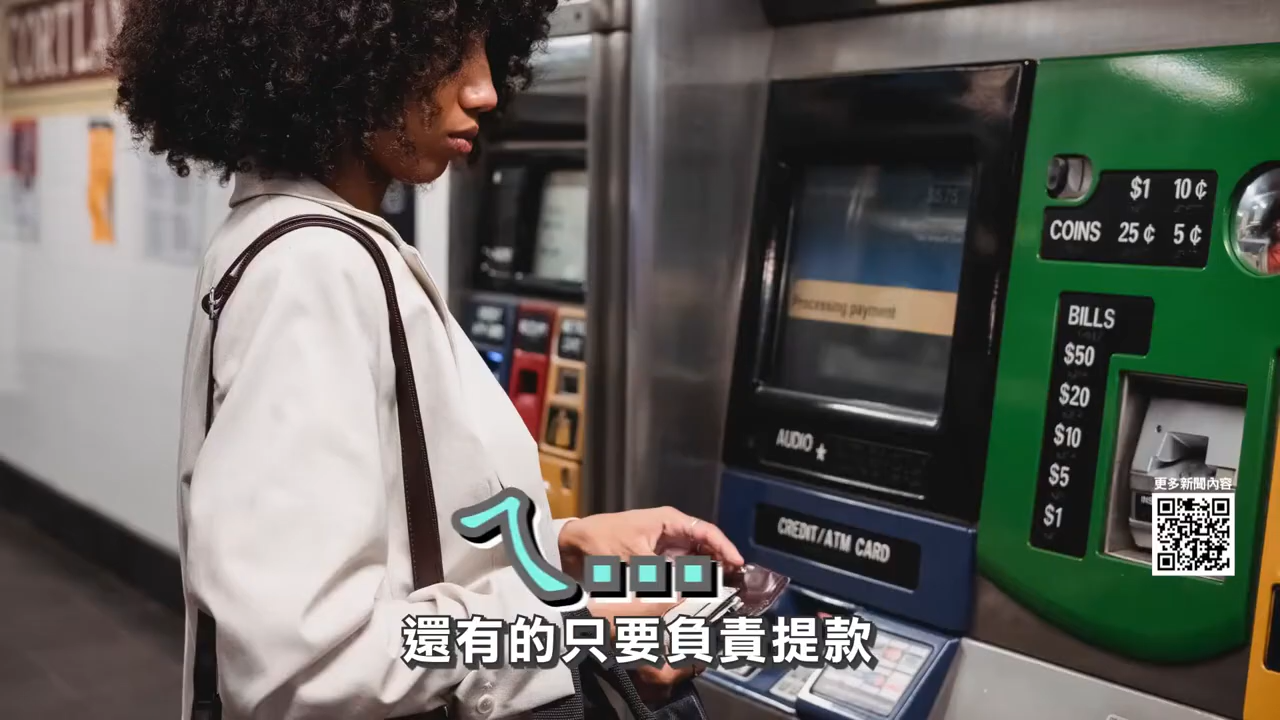 CORTLAN
$1 10¢
COINS 25¢ 5¢
BILLS
$50
$20
$10
$5
$1
Processing payment
AUDIO
CREDIT/ATM CARD
更多新聞內容
ㄟ...
還有的只要負責提款